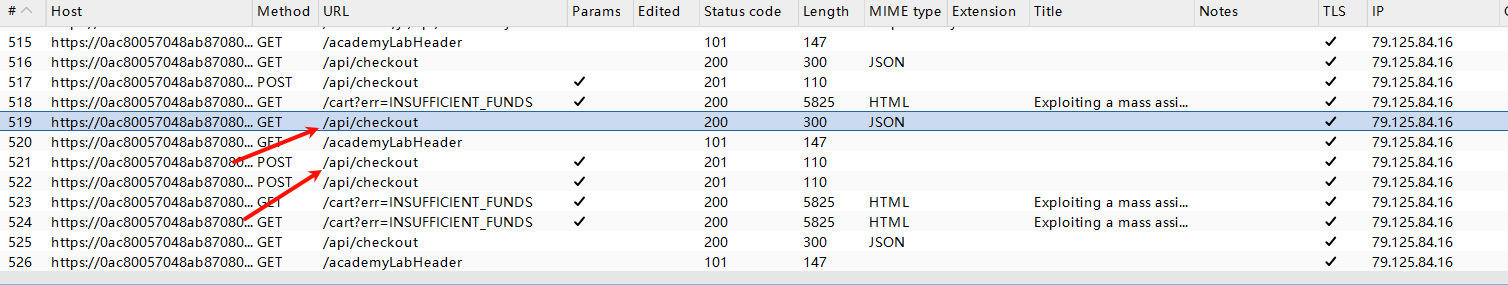 # Host Method URL Params Edited Status code Length MIME type Extension Title Notes TLS IP
515 https://0ac80057048ab87080... GET /academyLabHeader 101 147 ✓ 79.125.84.16
516 https://0ac80057048ab87080... GET /api/checkout 200 300 JSON ✓ 79.125.84.16
517 https://0ac80057048ab87080... POST /api/checkout ✓ 201 110 ✓ 79.125.84.16
518 https://0ac80057048ab87080... GET /cart?err=INSUFFICIENT_FUNDS ✓ 200 5825 HTML Exploiting a mass assi... ✓ 79.125.84.16
519 https://0ac80057048ab87080... GET /api/checkout 200 300 JSON ✓ 79.125.84.16
520 https://0ac80057048ab87080... GET /academyLabHeader 101 147 ✓ 79.125.84.16
521 https://0ac80057048ab87080... POST /api/checkout ✓ 201 110 ✓ 79.125.84.16
522 https://0ac80057048ab87080... POST /api/checkout ✓ 201 110 ✓ 79.125.84.16
523 https://0ac80057048ab87080... GET /cart?err=INSUFFICIENT_FUNDS ✓ 200 5825 HTML Exploiting a mass assi... ✓ 79.125.84.16
524 https://0ac80057048ab87080... GET /cart?err=INSUFFICIENT_FUNDS ✓ 200 5825 HTML Exploiting a mass assi... ✓ 79.125.84.16
525 https://0ac80057048ab87080... GET /api/checkout 200 300 JSON ✓ 79.125.84.16
526 https://0ac80057048ab87080... GET /academyLabHeader 101 147 ✓ 79.125.84.16